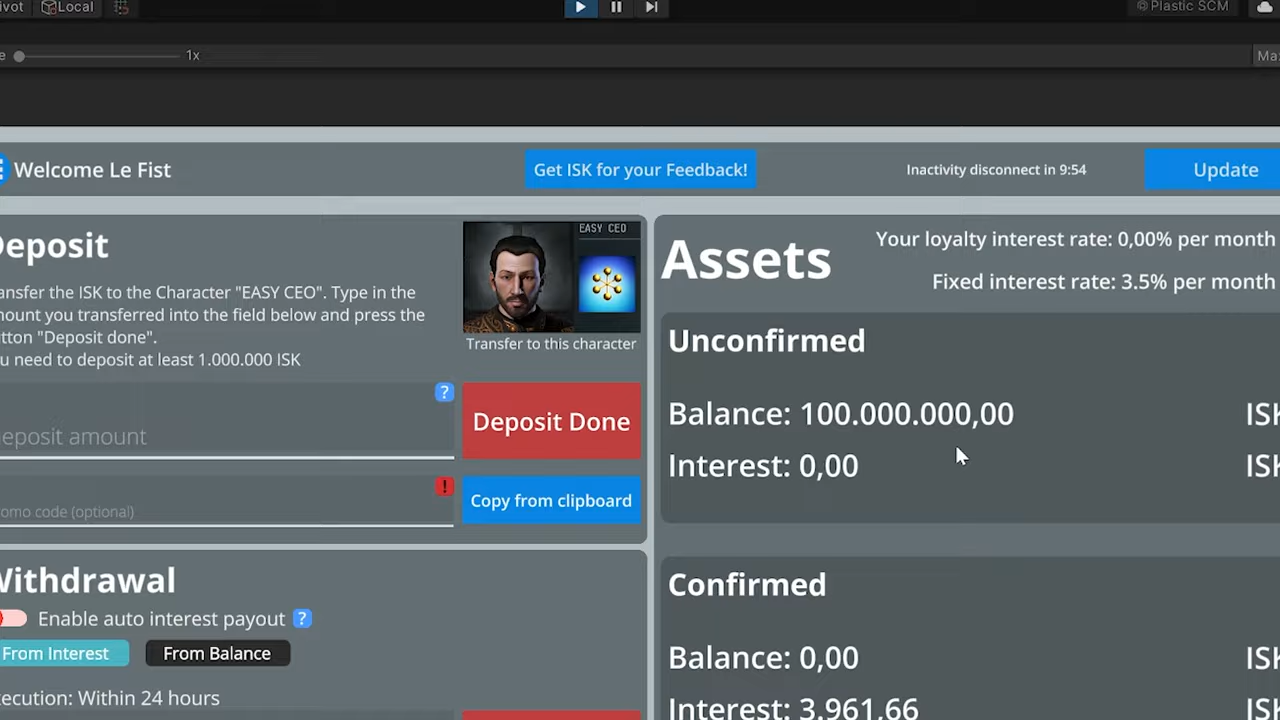 Local
Plastic SCM
1x
Welcome Le Fist
Get ISK for your Feedback!
Inactivity disconnect in 9:54
Update
Deposit
EASY CEO
ansfer the ISK to the Character "EASY CEO". Type in the
mount you transferred into the field below and press the
tton "Deposit done".
u need to deposit at least 1.000.000 ISK
Transfer to this character
?
eposit amount
Deposit Done
!
omo code (optional)
Copy from clipboard
Withdrawal
Enable auto interest payout ?
From Interest
From Balance
ecution: Within 24 hours
Assets
Your loyalty interest rate: 0,00% per month
Fixed interest rate: 3.5% per month
Unconfirmed
Balance: 100.000.000,00 ISK
Interest: 0,00 ISK
Confirmed
Balance: 0,00 ISK
Interest: 3.961,66 ISK